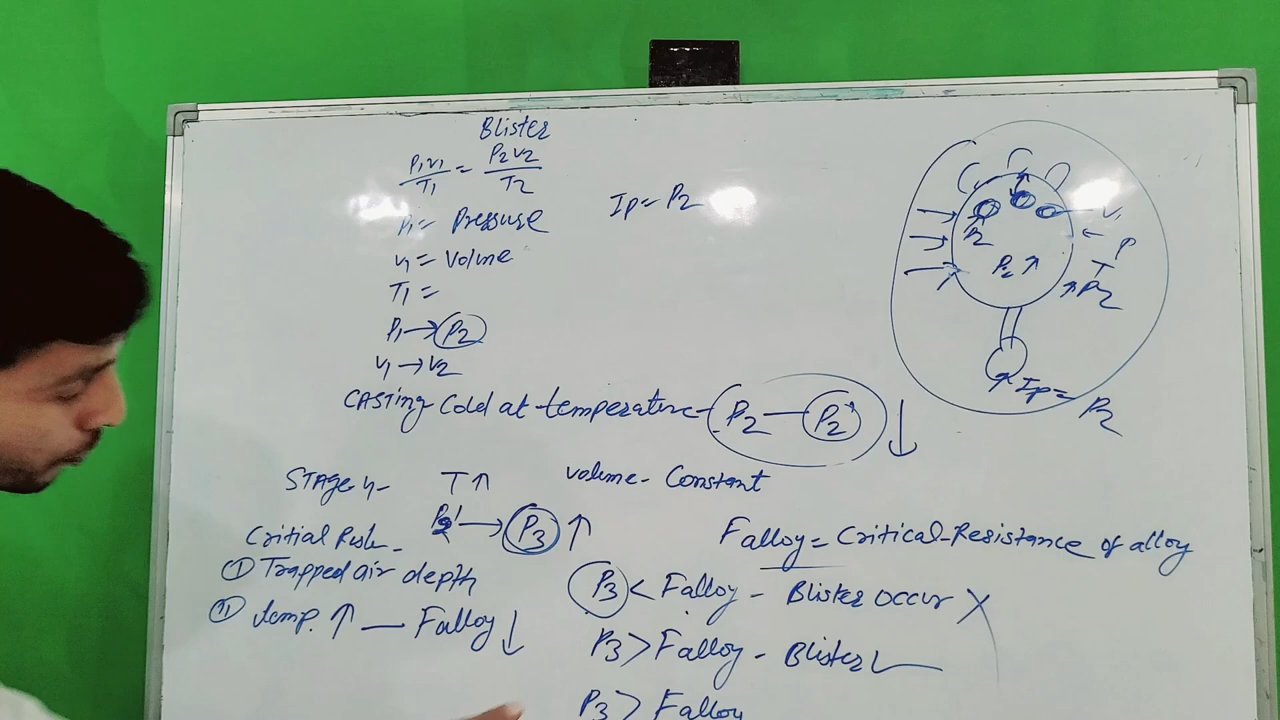 Blister
P1V1/T1 = P2V2/T2
Ip= P2
P1= Pressure
V1 = Volume
T1 =
P1→P2
V1→V2
CASTING Cold at temperature - P2 — P2' ↓
STAGE 4- T↑ volume - Constant
P2' → P3 ↑
Falloy = Critical-Resistance of alloy
Critial Risk -
① Trapped air depth
② temp. ↑ — Falloy ↓
P3 < Falloy - Blister occur X
P3 > Falloy - Blister ✓
P3 > Falloy
V1
P
T
↑P2
P2
P2 ↑
Ip= P2